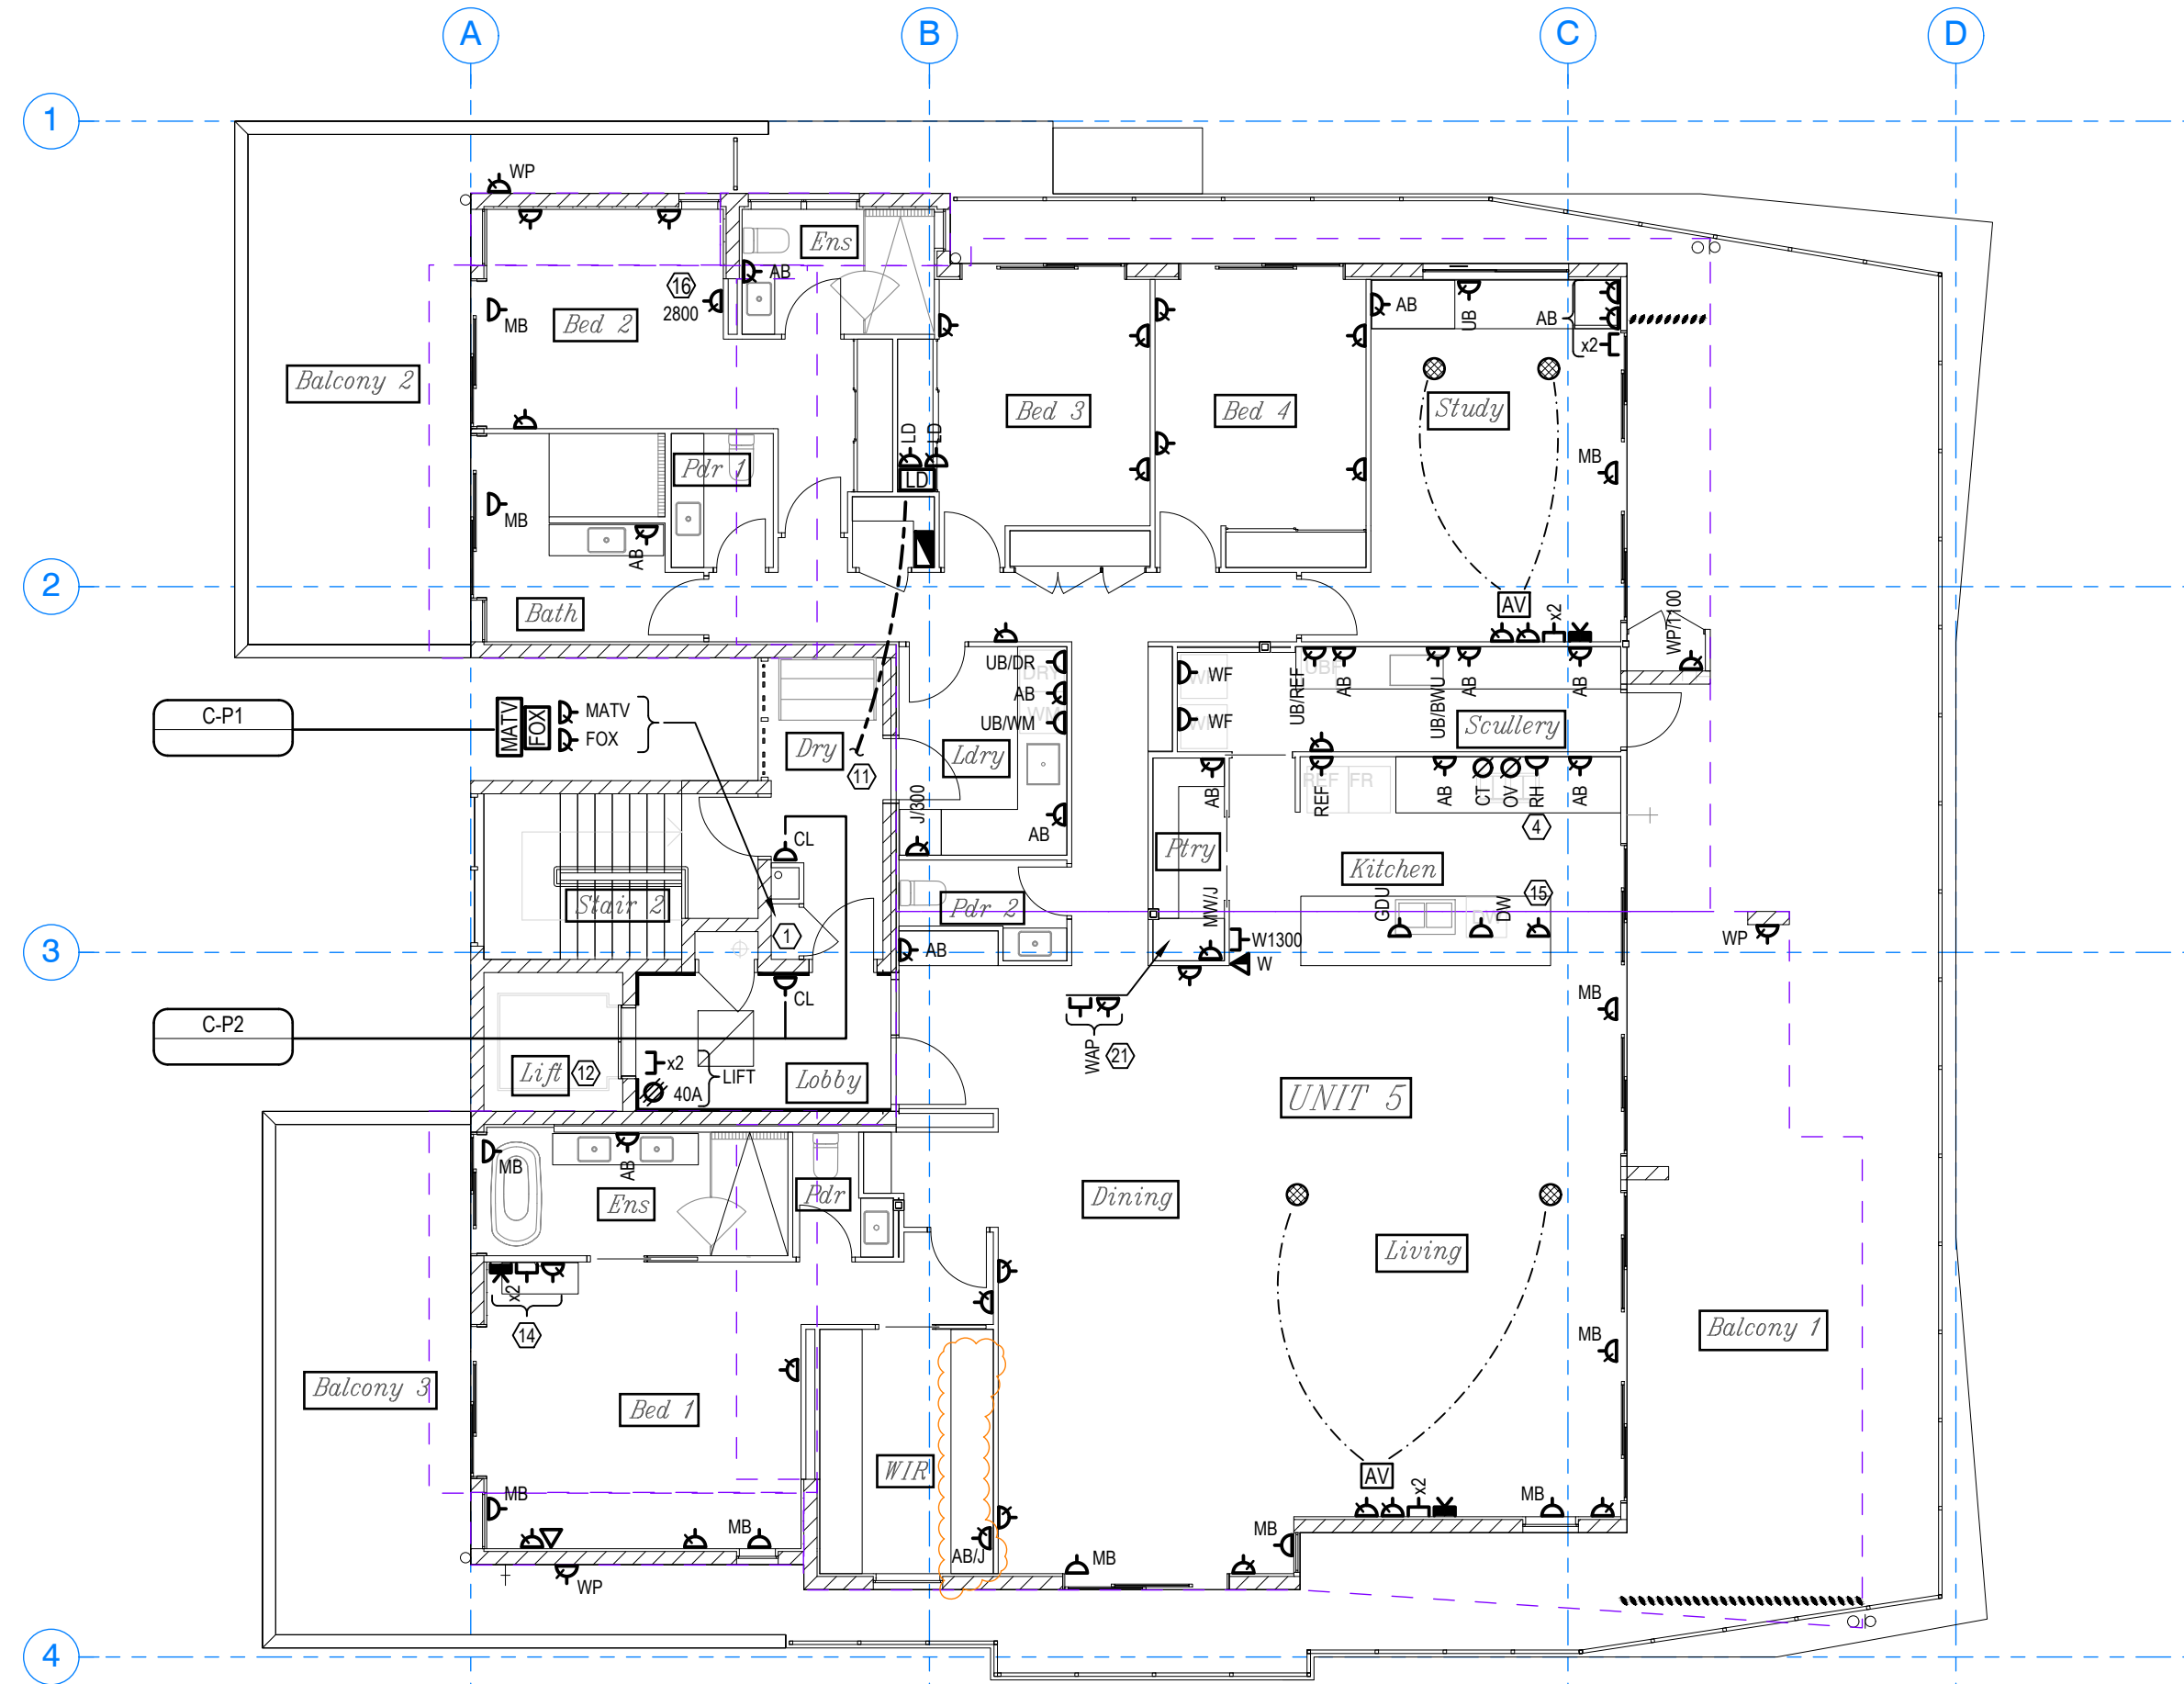 A
B
C
D
1
WP
Ens
AB
16
2800
MB
Bed 2
AB
UB
AB
x2
Balcony 2
Bed 3
Bed 4
Study
LD
LD
LD
Pdr 1
MB
MB
AB
2
Bath
AV
x2
WP/1100
UB/DR
DRY
AB
WM
UB/WM
WF
WF
UB/REF
UBF
AB
UB/BWU
AB
AB
Scullery
C-P1
MATV
FOX
MATV
FOX
Dry
11
Ldry
J/300
AB
AB
REF
FR
REF
AB
CT
OV
RH
AB
4
CL
Ptry
Kitchen
15
Stair 2
Pdr 2
MW/J
GDU
DW
DW
1
3
AB
W1300
W
WP
CL
MB
C-P2
WAP
21
Lift
12
x2
40A
LIFT
Lobby
UNIT 5
MB
AB
Ens
Pdr
Dining
Living
x2
14
Balcony 1
MB
Balcony 3
Bed 1
WIR
AV
x2
MB
MB
MB
MB
AB/J
MB
WP
4